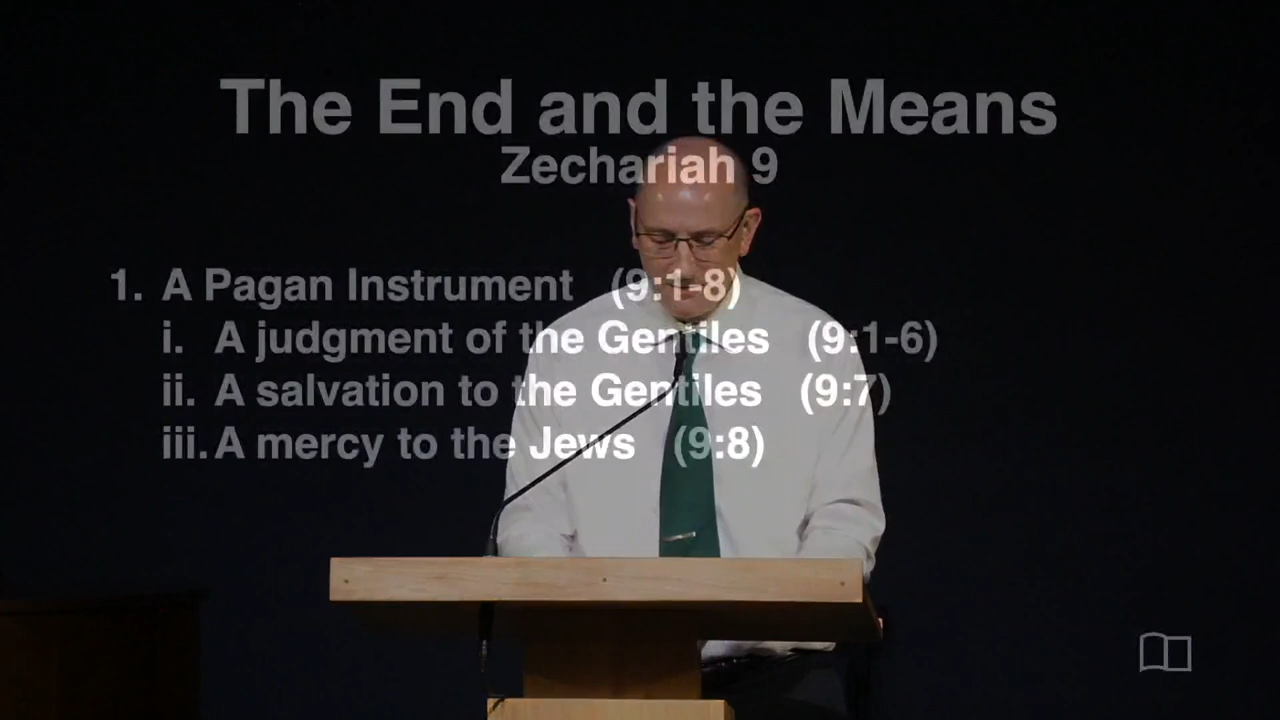 The End and the Means
Zechariah 9
1. A Pagan Instrument (9:1-8)
i. A judgment of the Gentiles (9:1-6)
ii. A salvation to the Gentiles (9:7)
iii. A mercy to the Jews (9:8)